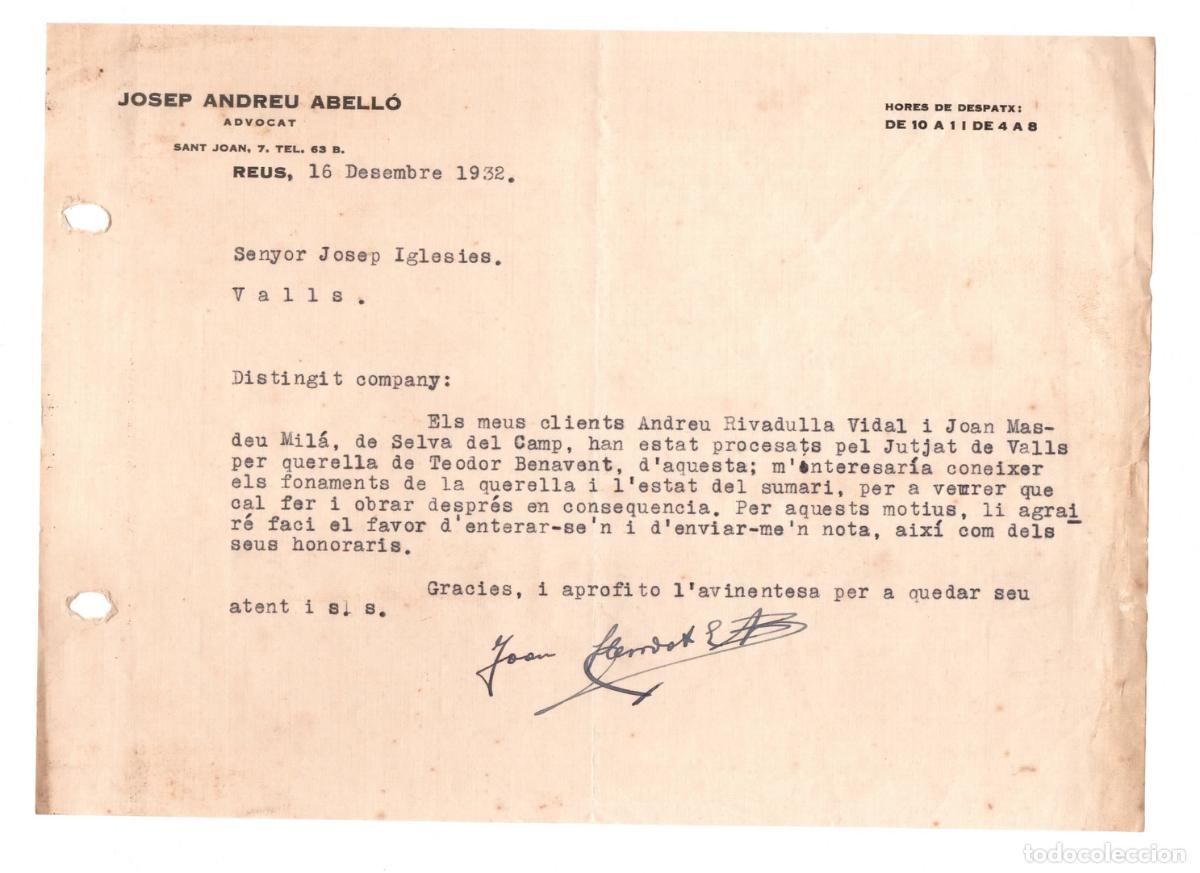 JOSEP ANDREU ABELLÓ
ADVOCAT
SANT JOAN, 7. TEL. 63 B.
HORES DE DESPATX:
DE 10 A 1 I DE 4 A 8
REUS, 16 Desembre 1932.
Senyor Josep Iglesies.
V a l l s .
Distingit company:
Els meus clients Andreu Rivadulla Vidal i Joan Mas-
deu Milá, de Selva del Camp, han estat procesats pel Jutjat de Valls
per querella de Teodor Benavent, d'aquesta; m'interesaría coneixer
els fonaments de la querella i l'estat del sumari, per a veurer que
cal fer i obrar després en consequencia. Per aquests motius, li agrai
ré faci el favor d'enterar-se'n i d'enviar-me'n nota, així com dels
seus honoraris.
Gracies, i aprofito l'avinentesa per a quedar seu
atent i s. s.
Joan
todocoleccion